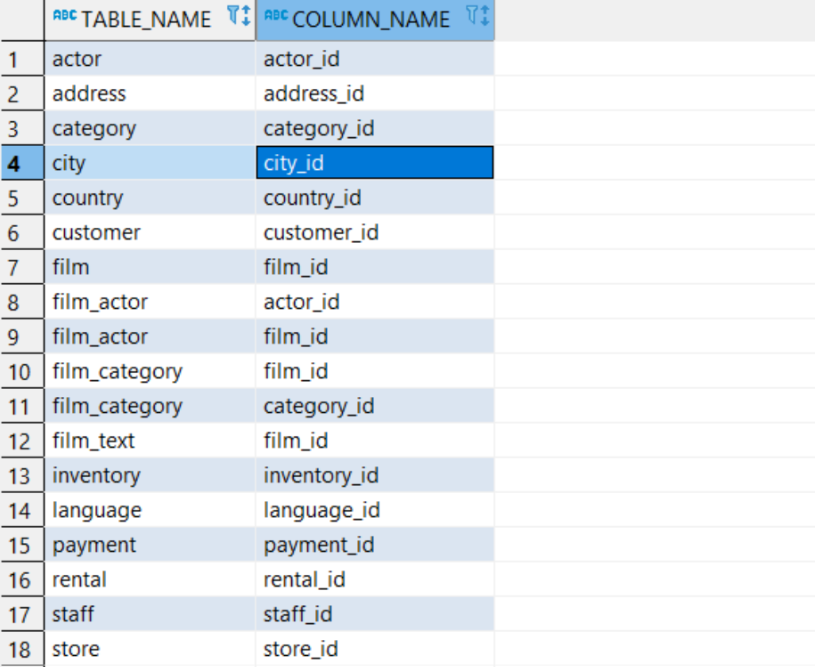 ABC TABLE_NAME ABC COLUMN_NAME
1 actor actor_id
2 address address_id
3 category category_id
4 city city_id
5 country country_id
6 customer customer_id
7 film film_id
8 film_actor actor_id
9 film_actor film_id
10 film_category film_id
11 film_category category_id
12 film_text film_id
13 inventory inventory_id
14 language language_id
15 payment payment_id
16 rental rental_id
17 staff staff_id
18 store store_id